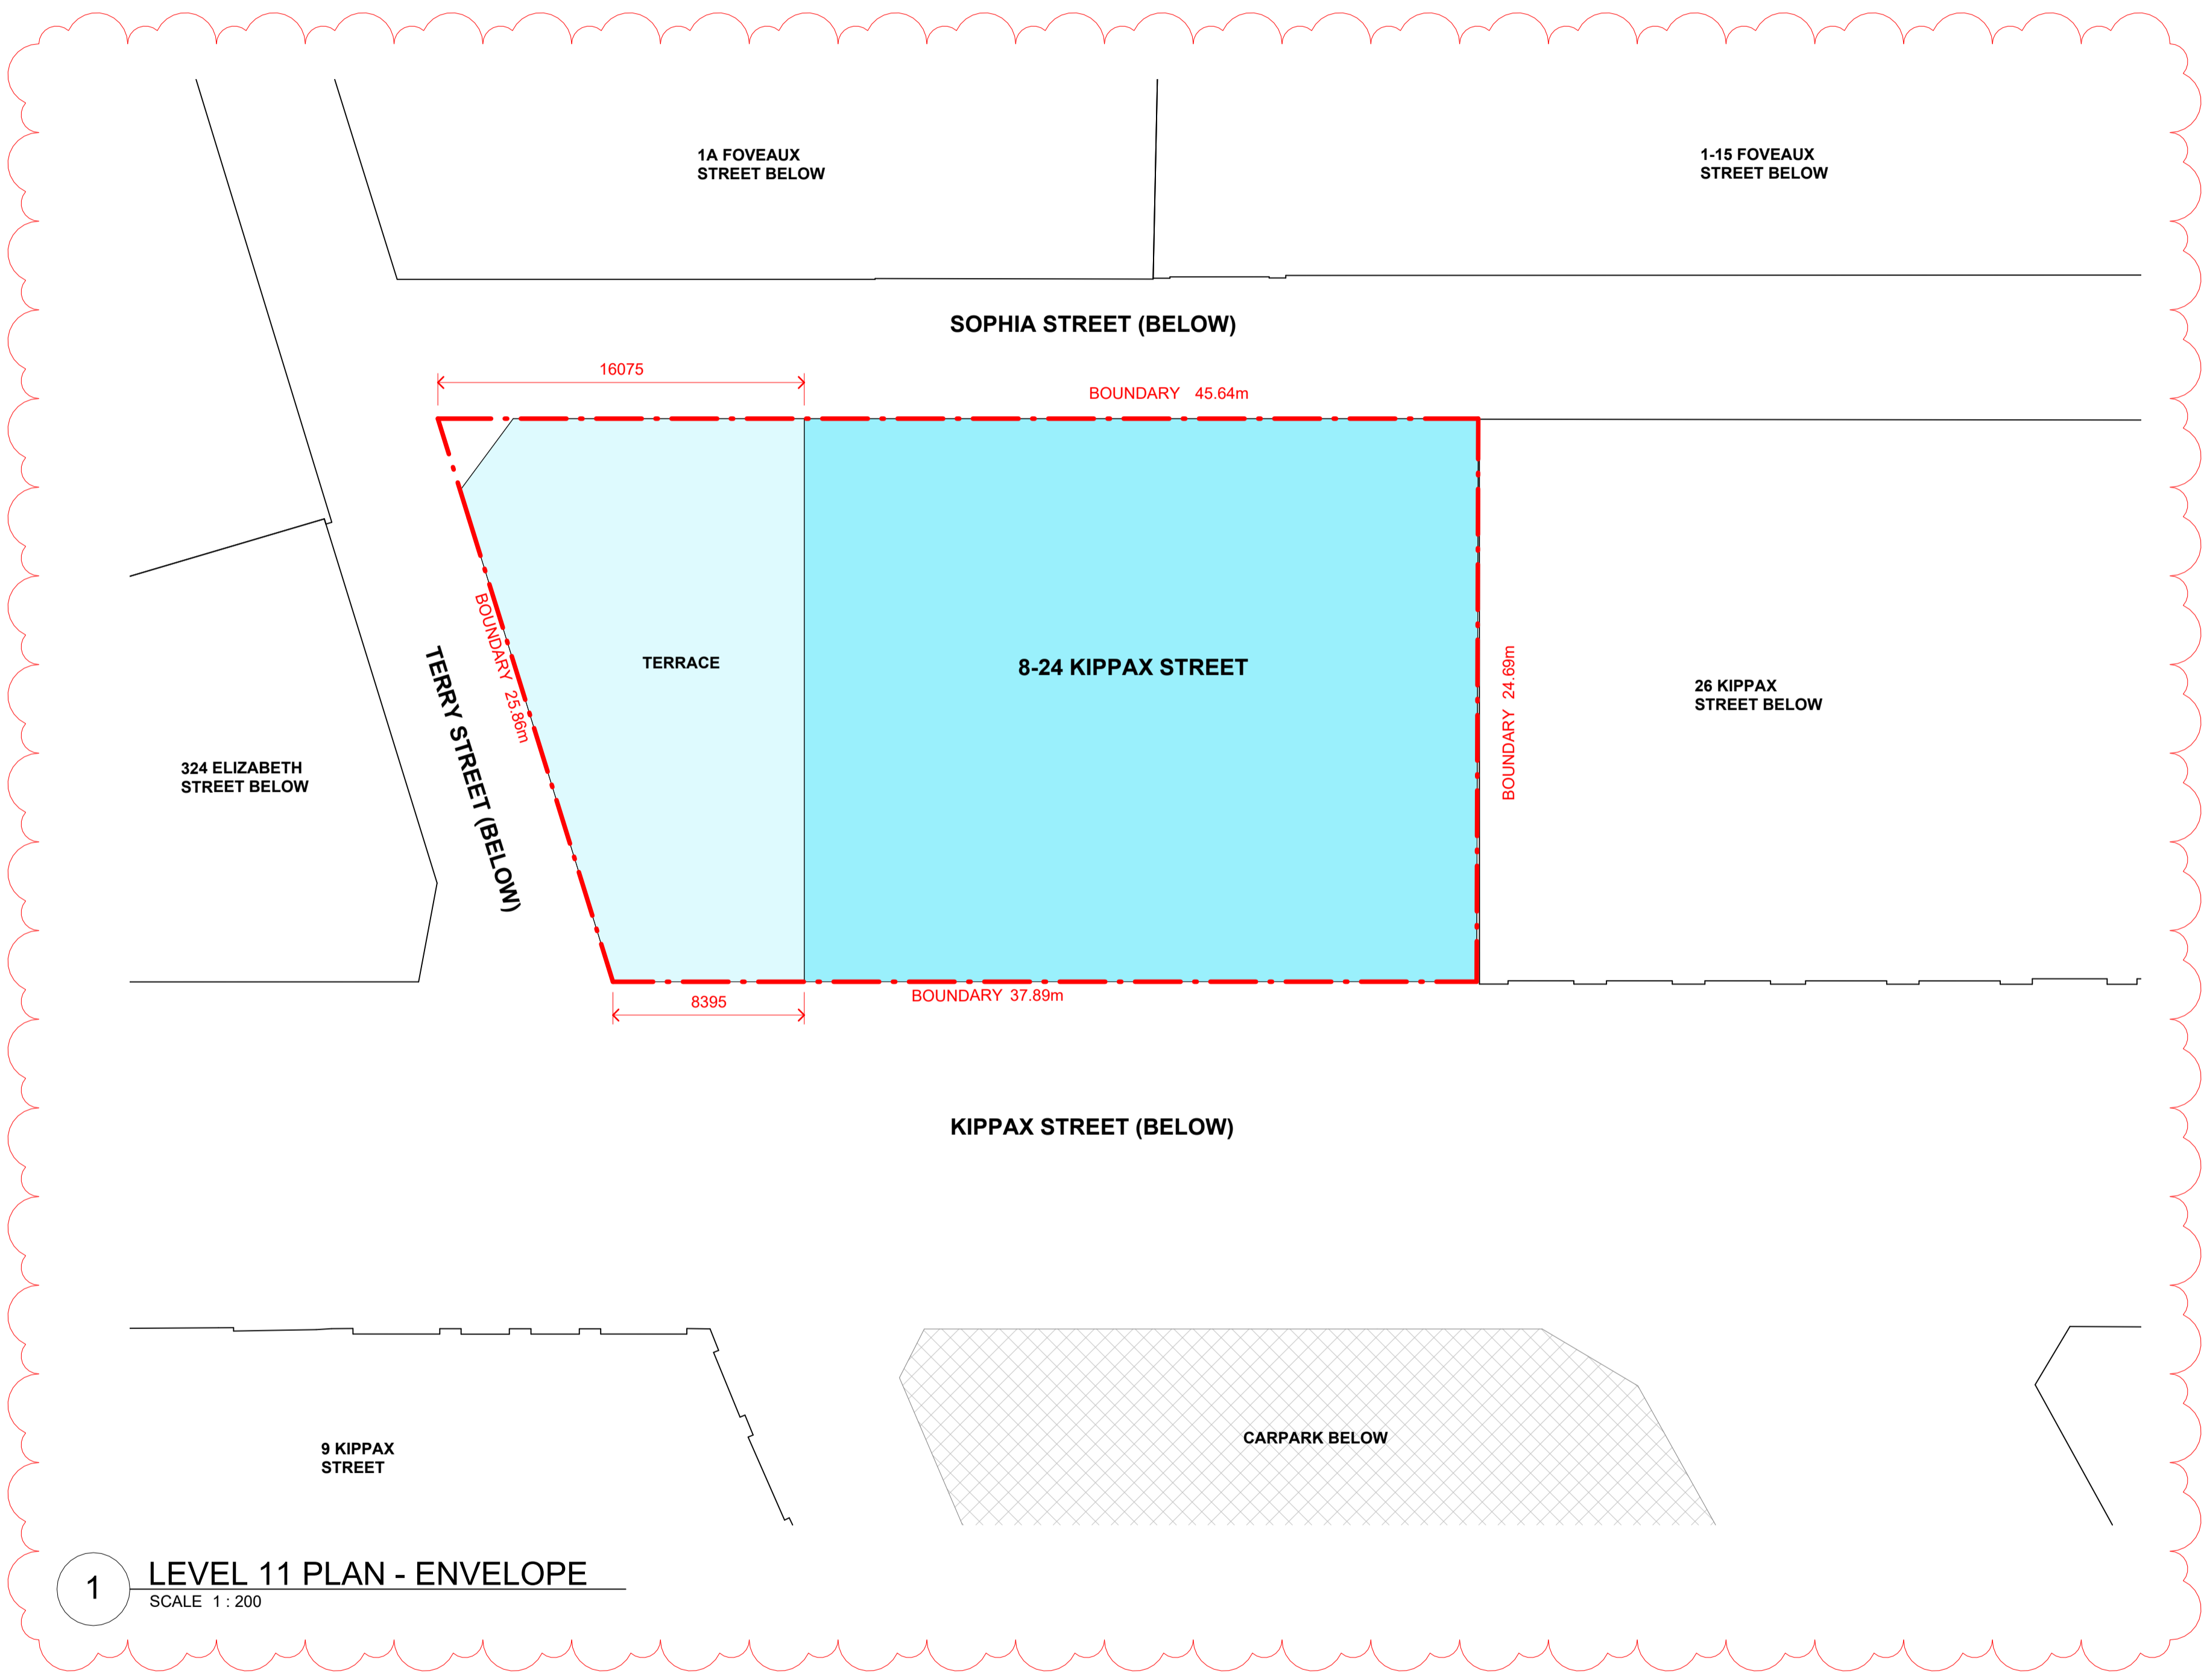 1A FOVEAUX
STREET BELOW
1-15 FOVEAUX
STREET BELOW
SOPHIA STREET (BELOW)
16075
BOUNDARY 45.64m
BOUNDARY 25.86m
TERRY STREET (BELOW)
TERRACE
8-24 KIPPAX STREET
BOUNDARY 24.69m
26 KIPPAX
STREET BELOW
324 ELIZABETH
STREET BELOW
8395
BOUNDARY 37.89m
KIPPAX STREET (BELOW)
9 KIPPAX
STREET
CARPARK BELOW
1
LEVEL 11 PLAN - ENVELOPE
SCALE 1 : 200